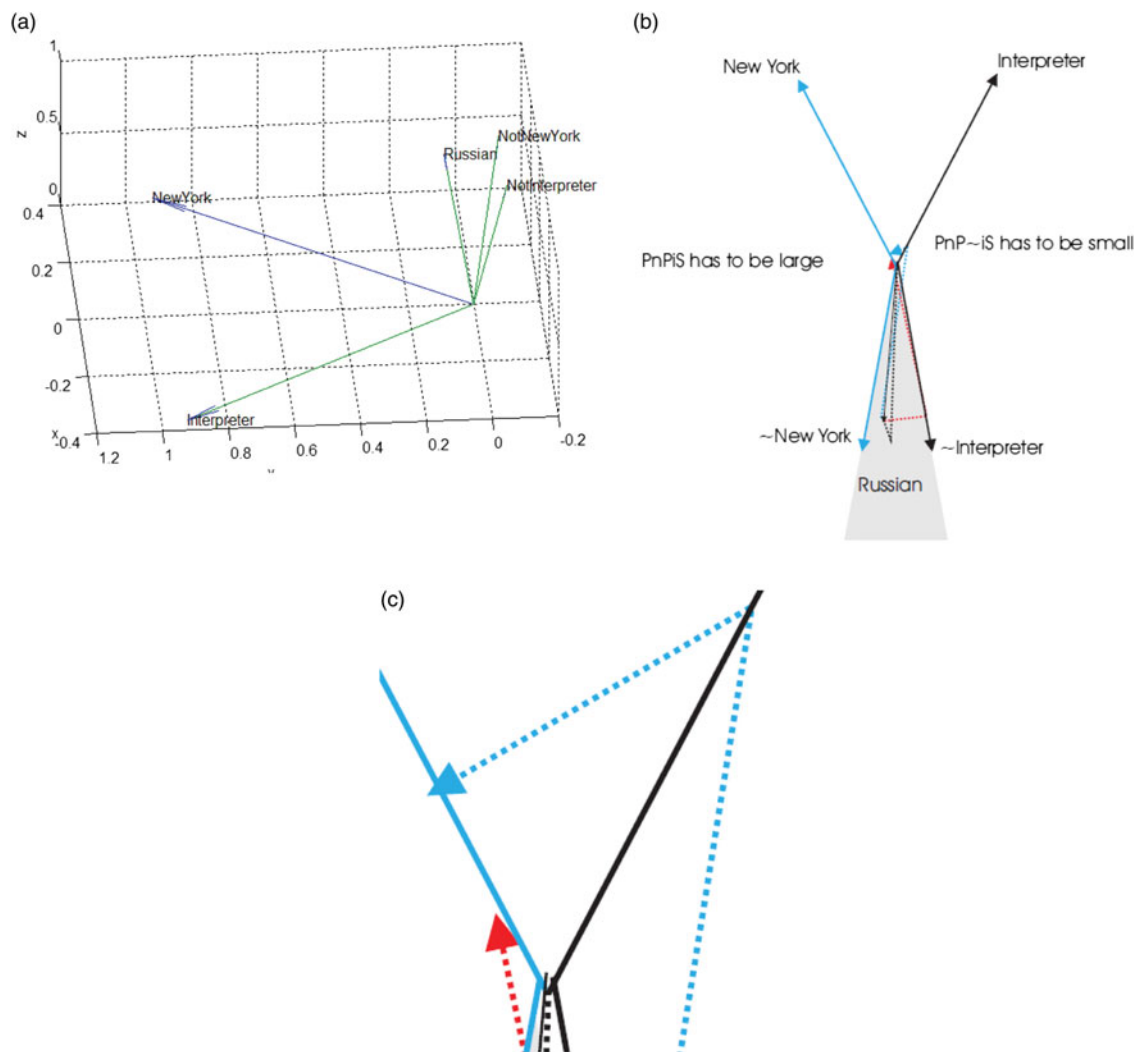 (a)
1
0.5
z
0
0.4
0.2
0
-0.2
x-0.4
1.2
1
0.8
0.6
0.4
0.2
0
-0.2
NewYork
Russian
NotNewYork
NotInterpreter
Interpreter
(b)
New York
Interpreter
PnPiS has to be large
PnP~iS has to be small
~New York
~Interpreter
Russian
(c)